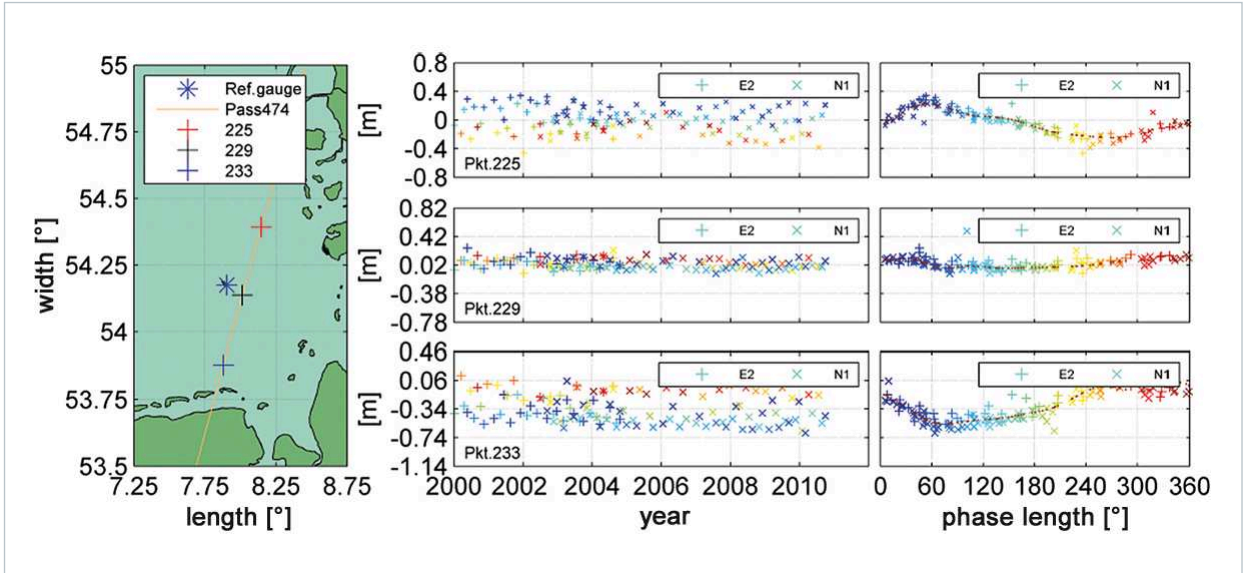 55
54.75
54.5
54.25
54
53.75
53.5
width [°]
7.25 7.75 8.25 8.75
length [°]
Ref.gauge
Pass474
225
229
233
0.8
0.4
0
-0.4
-0.8
[m]
E2 N1
Pkt.225
E2 N1
0.82
0.42
0.02
-0.38
-0.78
[m]
E2 N1
Pkt.229
E2 N1
0.46
0.06
-0.34
-0.74
-1.14
[m]
E2 N1
Pkt.233
E2 N1
2000 2002 2004 2006 2008 2010
year
0 60 120 180 240 300 360
phase length [°]